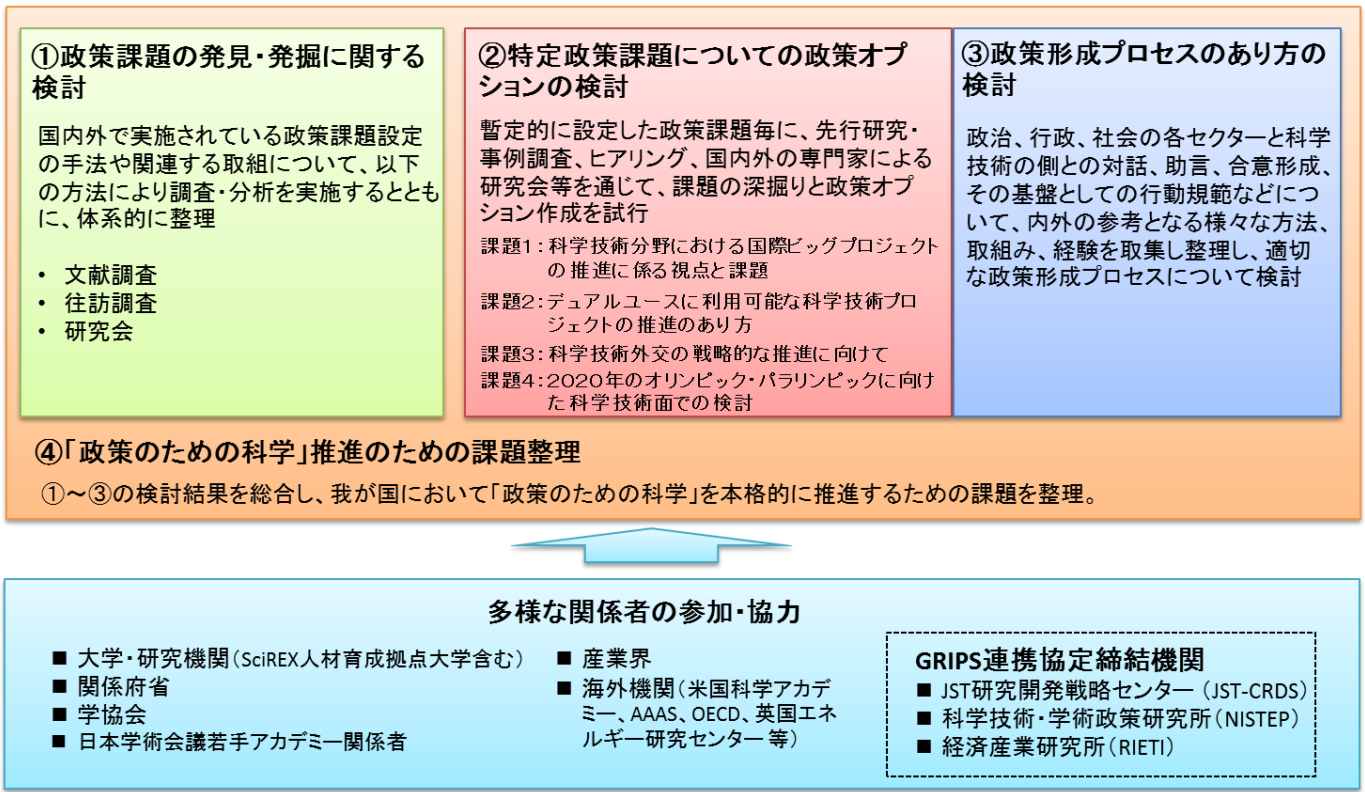 ①政策課題の発見・発掘に関する
検討
国内外で実施されている政策課題設定
の手法や関連する取組について、以下
の方法により調査・分析を実施するととも
に、体系的に整理
• 文献調査
• 往訪調査
• 研究会
②特定政策課題についての政策オプ
ションの検討
暫定的に設定した政策課題毎に、先行研究・
事例調査、ヒアリング、国内外の専門家による
研究会等を通じて、課題の深掘りと政策オプ
ション作成を試行
課題1：科学技術分野における国際ビッグプロジェクト
の推進に係る視点と課題
課題2：デュアルユースに利用可能な科学技術プロ
ジェクトの推進のあり方
課題3：科学技術外交の戦略的な推進に向けて
課題4：2020年のオリンピック・パラリンピックに向け
た科学技術面での検討
③政策形成プロセスのあり方の
検討
政治、行政、社会の各セクターと科学
技術の側との対話、助言、合意形成、
その基盤としての行動規範などにつ
いて、内外の参考となる様々な方法、
取組み、経験を取集し整理し、適切
な政策形成プロセスについて検討
④「政策のための科学」推進のための課題整理
①～③の検討結果を総合し、我が国において「政策のための科学」を本格的に推進するための課題を整理。
多様な関係者の参加・協力
■ 大学・研究機関（SciREX人材育成拠点大学含む）
■ 関係府省
■ 学協会
■ 日本学術会議若手アカデミー関係者
■ 産業界
■ 海外機関（米国科学アカデ
ミー、AAAS、OECD、英国エネ
ルギー研究センター 等）
GRIPS連携協定締結機関
■ JST研究開発戦略センター（JST-CRDS）
■ 科学技術・学術政策研究所（NISTEP）
■ 経済産業研究所（RIETI）